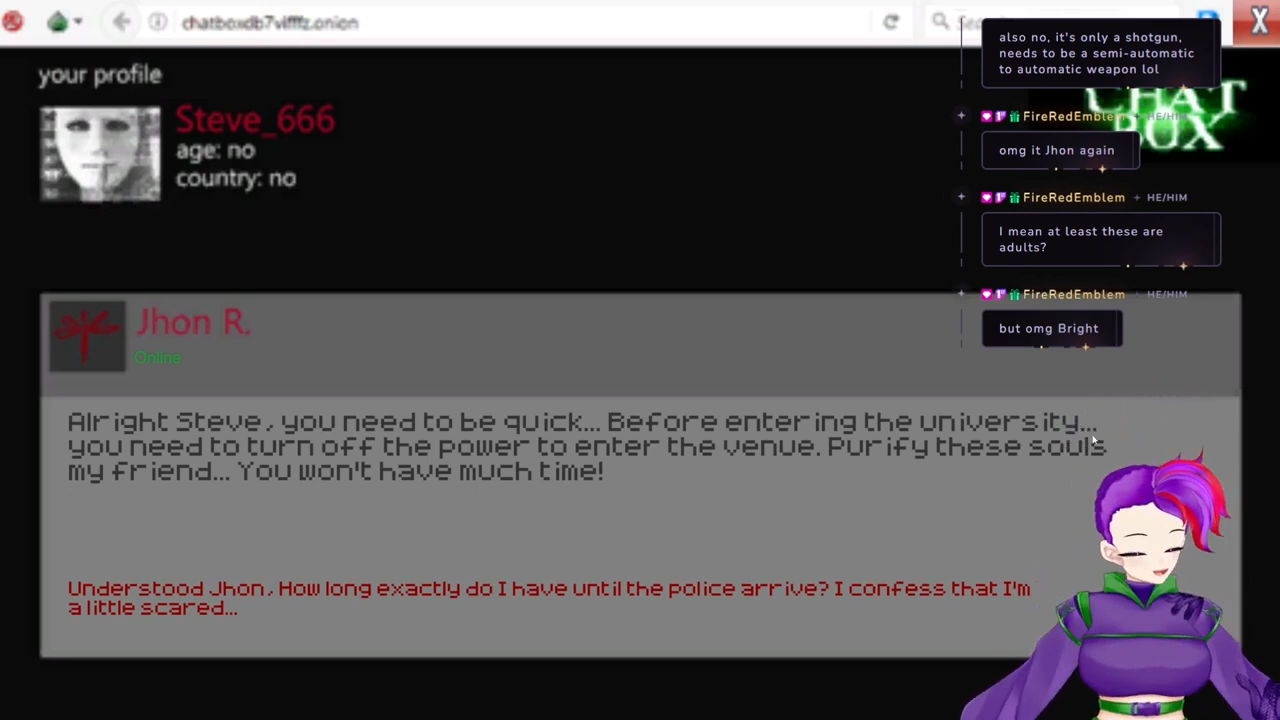 chatboxdb7vifffz.onion
your profile
Steve_666
age: no
country: no
CHAT
BOX
also no, it's only a shotgun,
needs to be a semi-automatic
to automatic weapon lol
FireRedEmblem + HE/HIM
omg it Jhon again
FireRedEmblem + HE/HIM
I mean at least these are
adults?
FireRedEmblem + HE/HIM
but omg Bright
Jhon R.
Online
Alright Steve, you need to be quick... Before entering the university...
you need to turn off the power to enter the venue. Purify these souls
my friend... You won't have much time!
Understood Jhon, How long exactly do I have until the police arrive? I confess that I'm
a little scared...
X